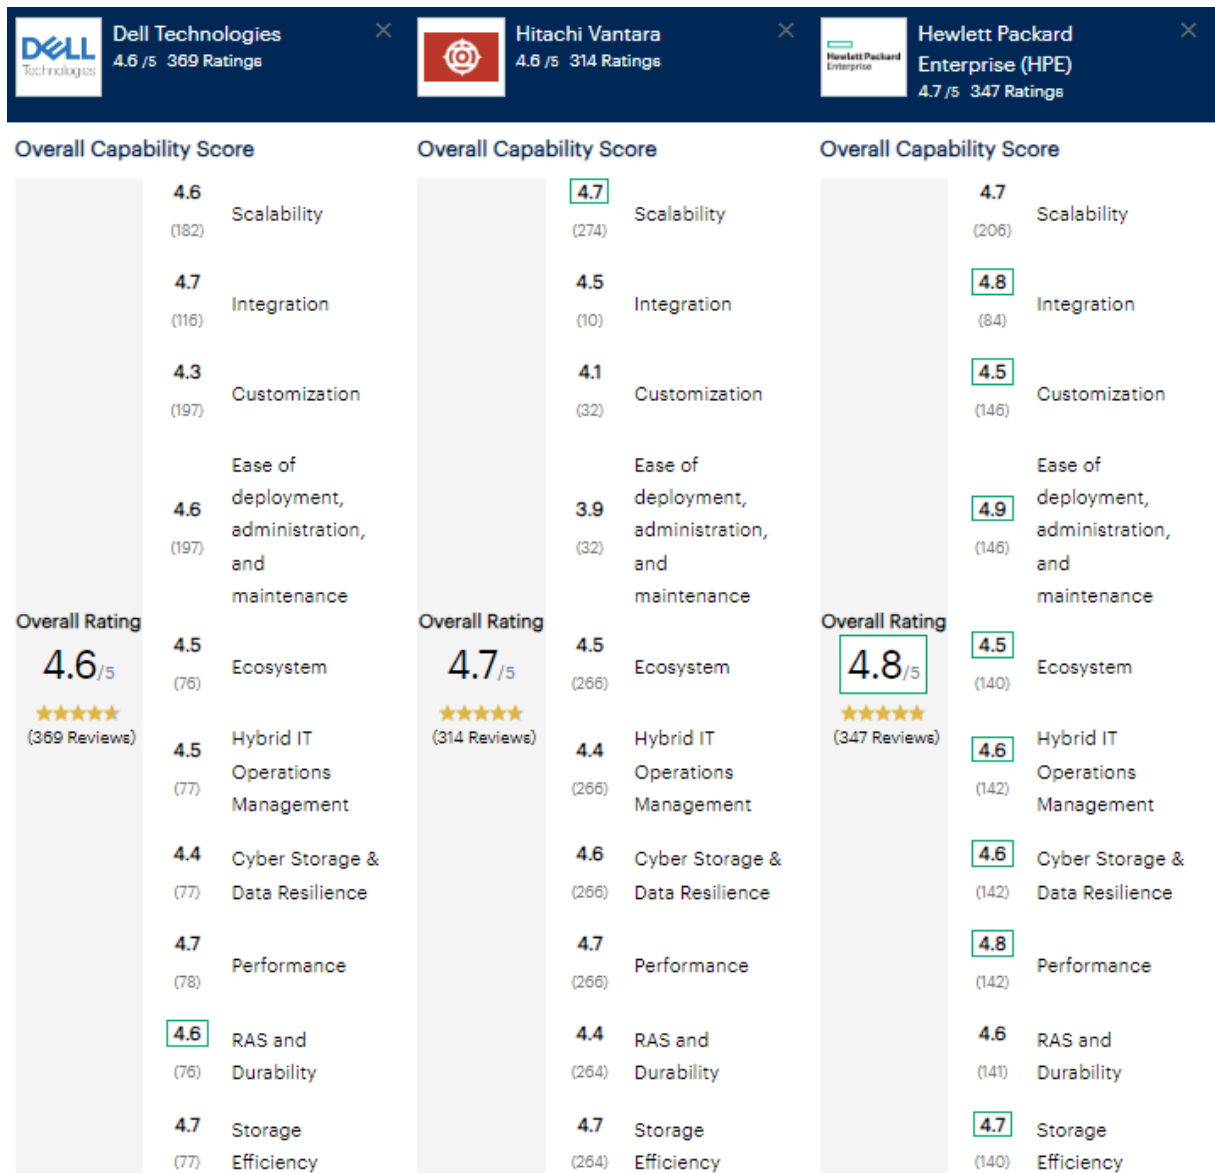 DELL
Technologies
Dell Technologies
4.6 /5 369 Ratings
Hitachi Vantara
4.6 /5 314 Ratings
Hewlett Packard
Enterprise
Hewlett Packard
Enterprise (HPE)
4.7 /5 347 Ratings
Overall Capability Score
Overall Rating
4.6/5
(369 Reviews)
4.6
(182)
Scalability
4.7
(116)
Integration
4.3
(197)
Customization
4.6
(197)
Ease of
deployment,
administration,
and
maintenance
4.5
(76)
Ecosystem
4.5
(77)
Hybrid IT
Operations
Management
4.4
(77)
Cyber Storage &
Data Resilience
4.7
(78)
Performance
4.6
(76)
RAS and
Durability
4.7
(77)
Storage
Efficiency
Overall Capability Score
Overall Rating
4.7/5
(314 Reviews)
4.7
(274)
Scalability
4.5
(10)
Integration
4.1
(32)
Customization
3.9
(32)
Ease of
deployment,
administration,
and
maintenance
4.5
(266)
Ecosystem
4.4
(266)
Hybrid IT
Operations
Management
4.6
(266)
Cyber Storage &
Data Resilience
4.7
(266)
Performance
4.4
(264)
RAS and
Durability
4.7
(264)
Storage
Efficiency
Overall Capability Score
Overall Rating
4.8/5
(347 Reviews)
4.7
(206)
Scalability
4.8
(84)
Integration
4.5
(146)
Customization
4.9
(146)
Ease of
deployment,
administration,
and
maintenance
4.5
(140)
Ecosystem
4.6
(142)
Hybrid IT
Operations
Management
4.6
(142)
Cyber Storage &
Data Resilience
4.8
(142)
Performance
4.6
(141)
RAS and
Durability
4.7
(140)
Storage
Efficiency